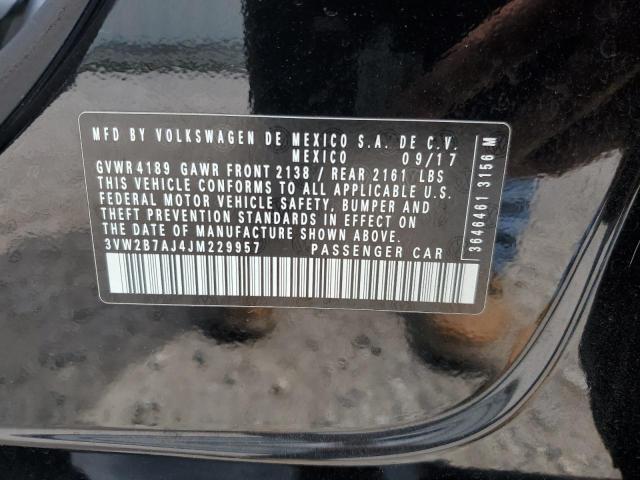 MFD BY VOLKSWAGEN DE MEXICO S.A. DE C.V.
MEXICO 09/17
GVWR 4189 GAWR FRONT 2138 / REAR 2161 LBS
THIS VEHICLE CONFORMS TO ALL APPLICABLE U.S.
FEDERAL MOTOR VEHICLE SAFETY, BUMPER AND
THEFT PREVENTION STANDARDS IN EFFECT ON
THE DATE OF MANUFACTURE SHOWN ABOVE.
3VW2B7AJ4JM229957 PASSENGER CAR
3646461 3156 M